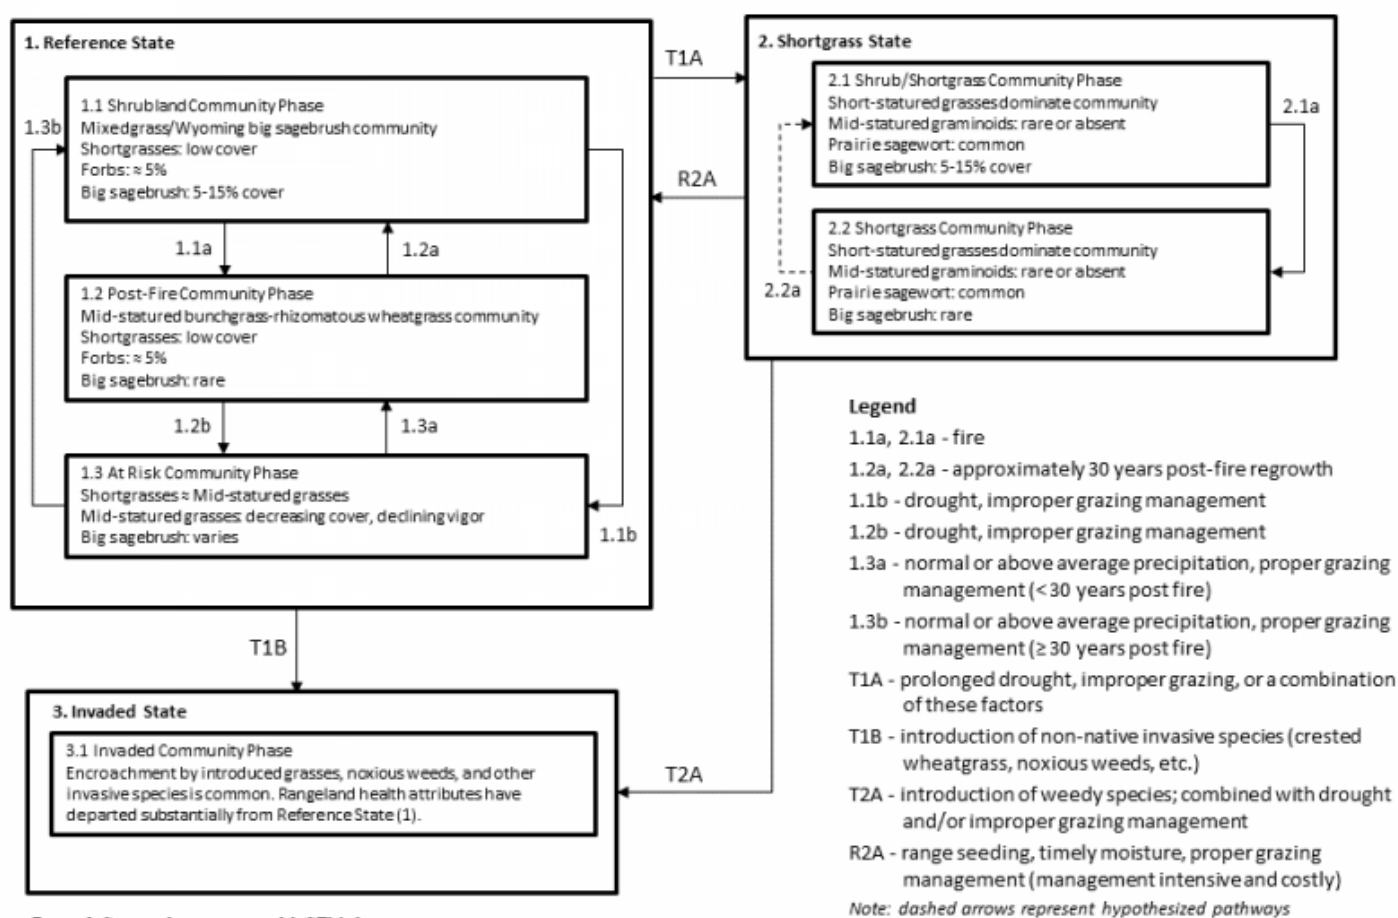 1. Reference State
1.1 Shrubland Community Phase
Mixedgrass/Wyoming big sagebrush community
Shortgrasses: low cover
Forbs: ≈ 5%
Big sagebrush: 5-15% cover
1.3b
1.1a
1.2a
1.2 Post-Fire Community Phase
Mid-statured bunchgrass-rhizomatous wheatgrass community
Shortgrasses: low cover
Forbs: ≈ 5%
Big sagebrush: rare
1.2b
1.3a
1.3 At Risk Community Phase
Shortgrasses ≈ Mid-statured grasses
Mid-statured grasses: decreasing cover, declining vigor
Big sagebrush: varies
1.1b
T1A
R2A
2. Shortgrass State
2.1 Shrub/Shortgrass Community Phase
Short-statured grasses dominate community
Mid-statured graminoids: rare or absent
Prairie sagewort: common
Big sagebrush: 5-15% cover
2.1a
2.2 Shortgrass Community Phase
Short-statured grasses dominate community
Mid-statured graminoids: rare or absent
Prairie sagewort: common
Big sagebrush: rare
2.2a
T1B
T2A
3. Invaded State
3.1 Invaded Community Phase
Encroachment by introduced grasses, noxious weeds, and other
invasive species is common. Rangeland health attributes have
departed substantially from Reference State (1).
Legend
1.1a, 2.1a - fire
1.2a, 2.2a - approximately 30 years post-fire regrowth
1.1b - drought, improper grazing management
1.2b - drought, improper grazing management
1.3a - normal or above average precipitation, proper grazing
management (< 30 years post fire)
1.3b - normal or above average precipitation, proper grazing
management (≥ 30 years post fire)
T1A - prolonged drought, improper grazing, or a combination
of these factors
T1B - introduction of non-native invasive species (crested
wheatgrass, noxious weeds, etc.)
T2A - introduction of weedy species; combined with drought
and/or improper grazing management
R2A - range seeding, timely moisture, proper grazing
management (management intensive and costly)
Note: dashed arrows represent hypothesized pathways